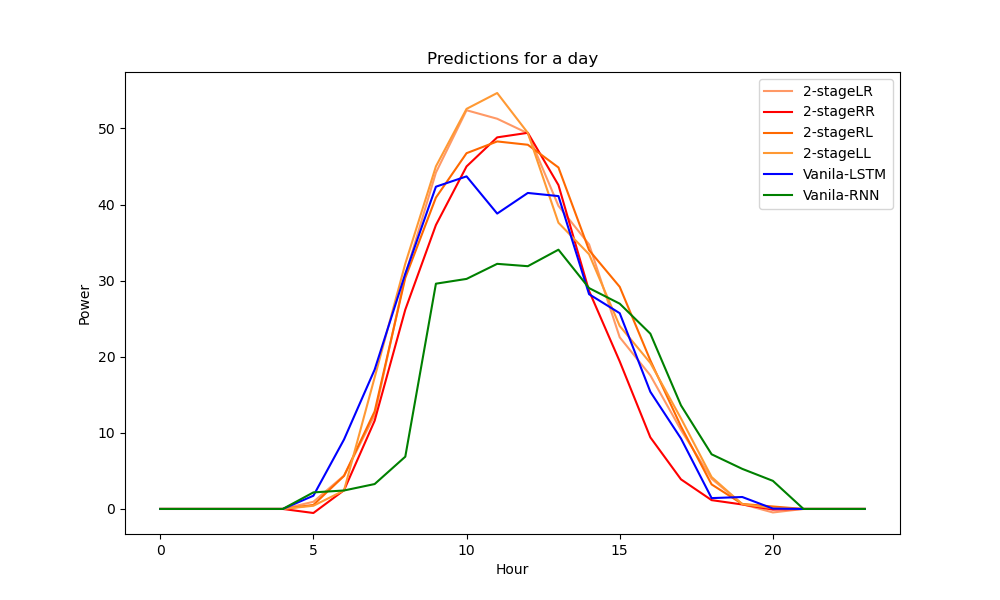 Predictions for a day
2-stageLR
2-stageRR
2-stageRL
2-stageLL
Vanila-LSTM
Vanila-RNN
50
40
30
20
10
0
Power
0 5 10 15 20
Hour